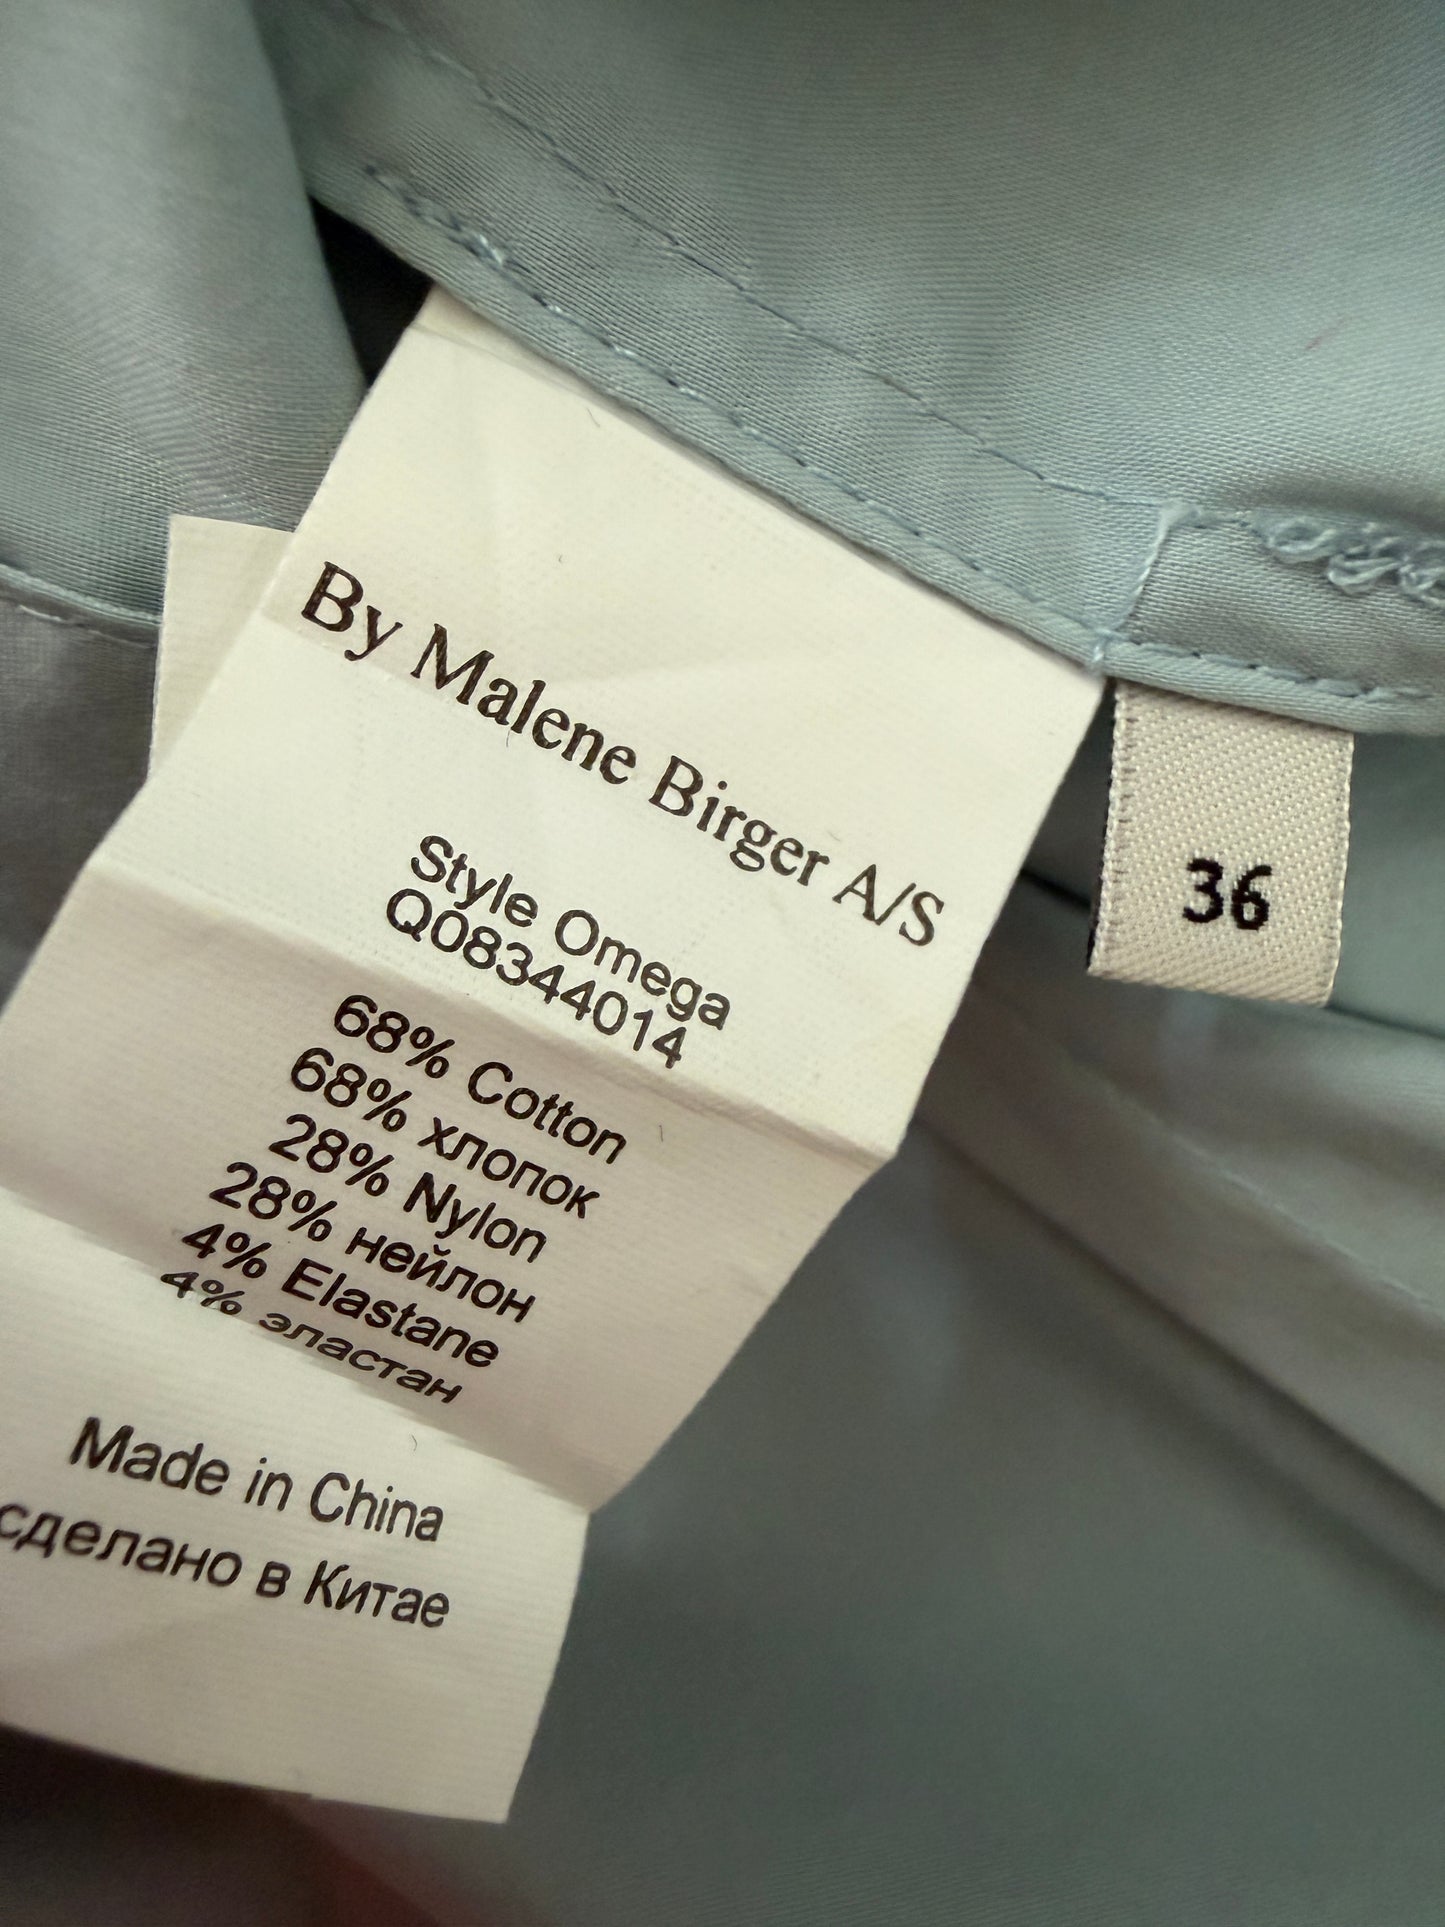 By Malene Birger A/S
Style Omega
Q08344014
68% Cotton
68% хлопок
28% Nylon
28% нейлон
4% Elastane
4% эластан
Made in China
сделано в Китае
36